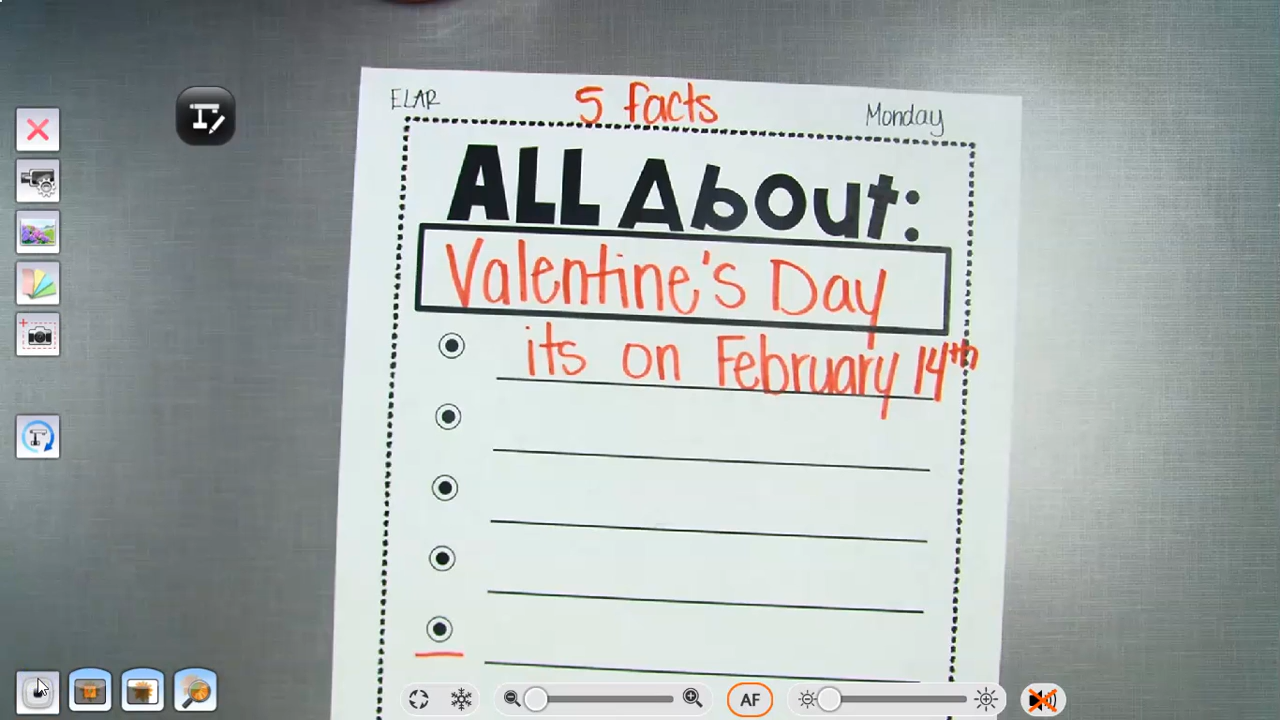 ELAR 5 facts Monday
ALL About:
Valentine's Day
its on February 14th
AF